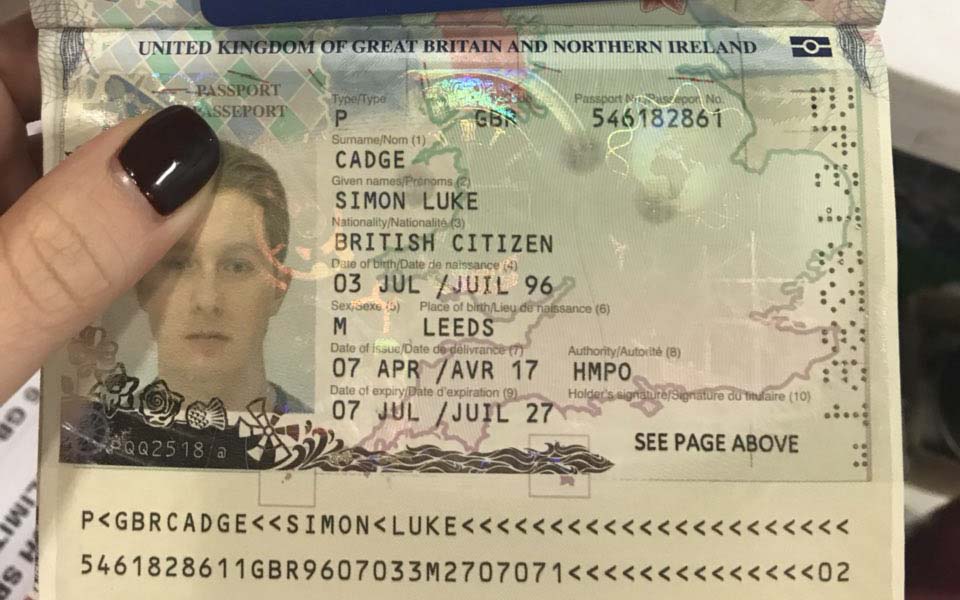 UNITED KINGDOM OF GREAT BRITAIN AND NORTHERN IRELAND
PASSPORT
PASSEPORT
Type/Type
Passport No./Passeport No.
P GBR 546182861
Surname/Nom (1)
CADGE
Given names/Prénoms (2)
SIMON LUKE
Nationality/Nationalité (3)
BRITISH CITIZEN
Date of birth/Date de naissance (4)
03 JUL /JUIL 96
Sex/Sexe (5) Place of birth/Lieu de naissance (6)
M LEEDS
Date of issue/Date de délivrance (7) Authority/Autorité (8)
07 APR /AVR 17 HMPO
Date of expiry/Date d'expiration (9) Holder's signature/Signature du titulaire (10)
07 JUL /JUIL 27
SEE PAGE ABOVE
PQQ2518/@
P<GBRCADGE<<SIMON<LUKE<<<<<<<<<<<<<<<<<<<<<<
5461828611GBR9607033M2707071<<<<<<<<<<<<<<02